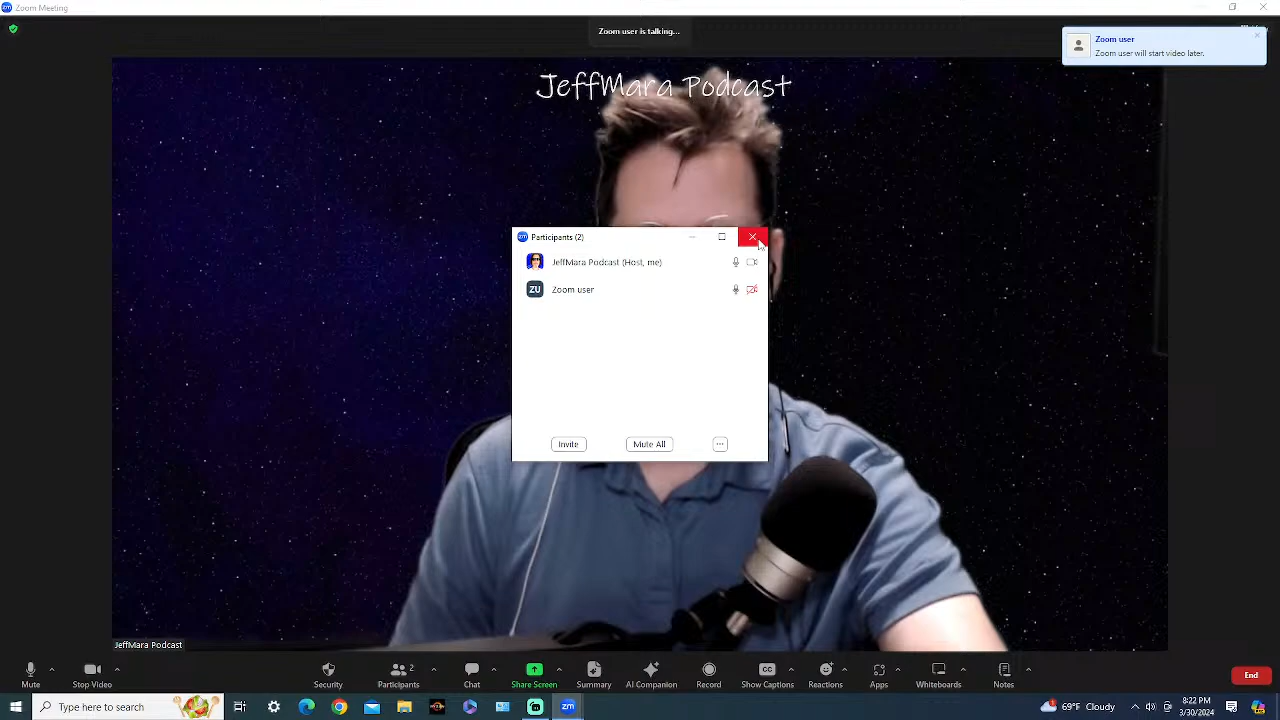 Zoom Meeting
Zoom user is talking...
Zoom user
Zoom user will start video later.
JeffMara Podcast
Participants (2)
JeffMara Podcast (Host, me)
ZU Zoom user
Invite
Mute All
JeffMara Podcast
Mute
Stop Video
Security
2
Participants
Chat
Share Screen
Summary
AI Companion
Record
CC
Show Captions
Reactions
Apps
Whiteboards
Notes
End
Type here to search
zm
69°F Cloudy
8:22 PM
3/30/2024